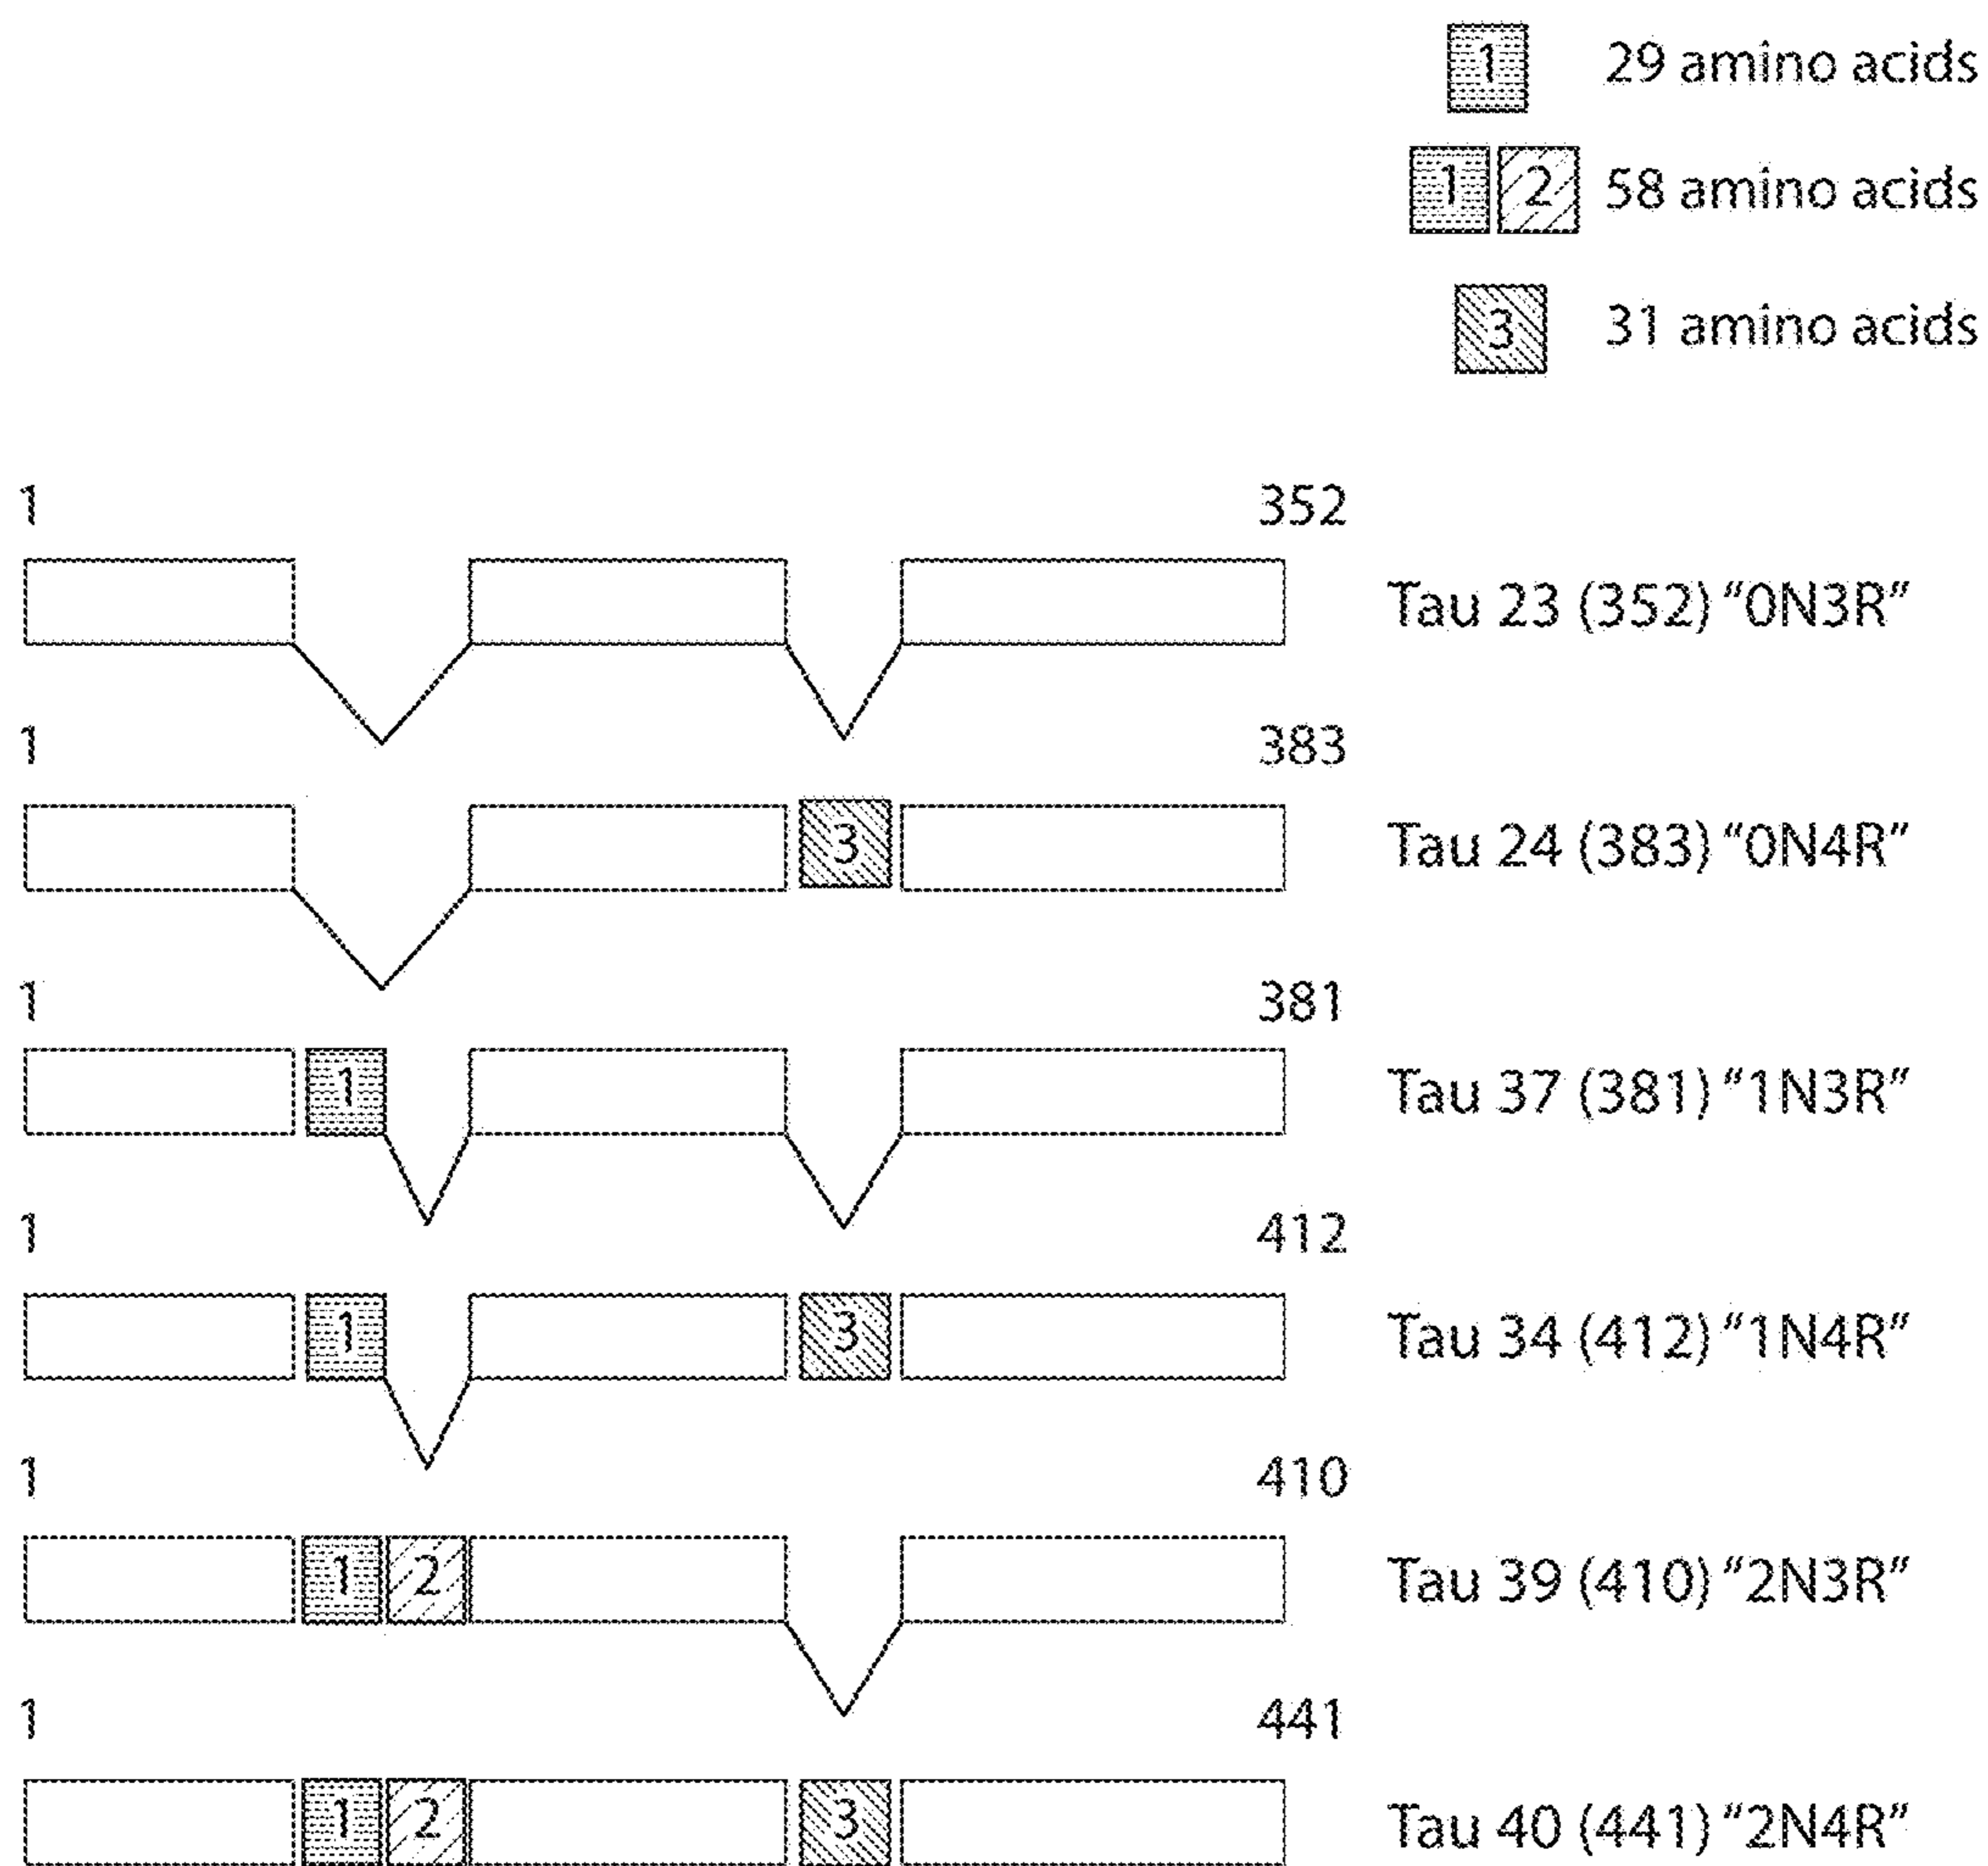 1 29 amino acids
1 2 58 amino acids
3 31 amino acids
1 352
Tau 23 (352) “0N3R”
1 383
3 Tau 24 (383) “0N4R”
1 381
1 Tau 37 (381) “1N3R”
1 412
1 3 Tau 34 (412) “1N4R”
1 410
1 2 Tau 39 (410) “2N3R”
1 441
1 2 3 Tau 40 (441) “2N4R”